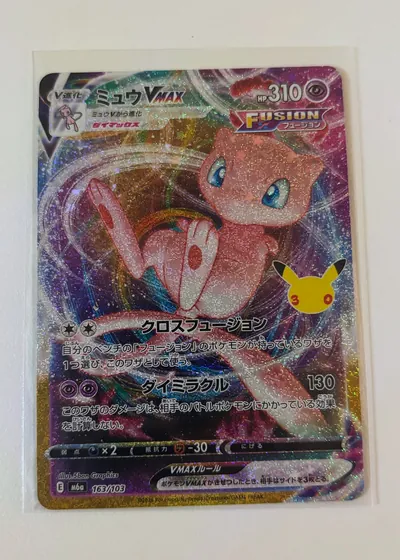 V進化
ミュウVMAX
HP310
ミュウVから進化
ダイマックス
FUSION
フュージョン
30
クロスフュージョン
自分のベンチの「フュージョン」のポケモンが持っているワザを
1つ選び、このワザとして使う。
ダイミラクル 130
このワザのダメージは、相手のバトルポケモンにかかっている効果
を計算しない。
弱点 ×2 抵抗力 -30 にげる
VMAXルール
ポケモンVMAXがきぜつしたとき、相手はサイドを3枚とる。
Illus. 5ban Graphics
E M6a 163/103